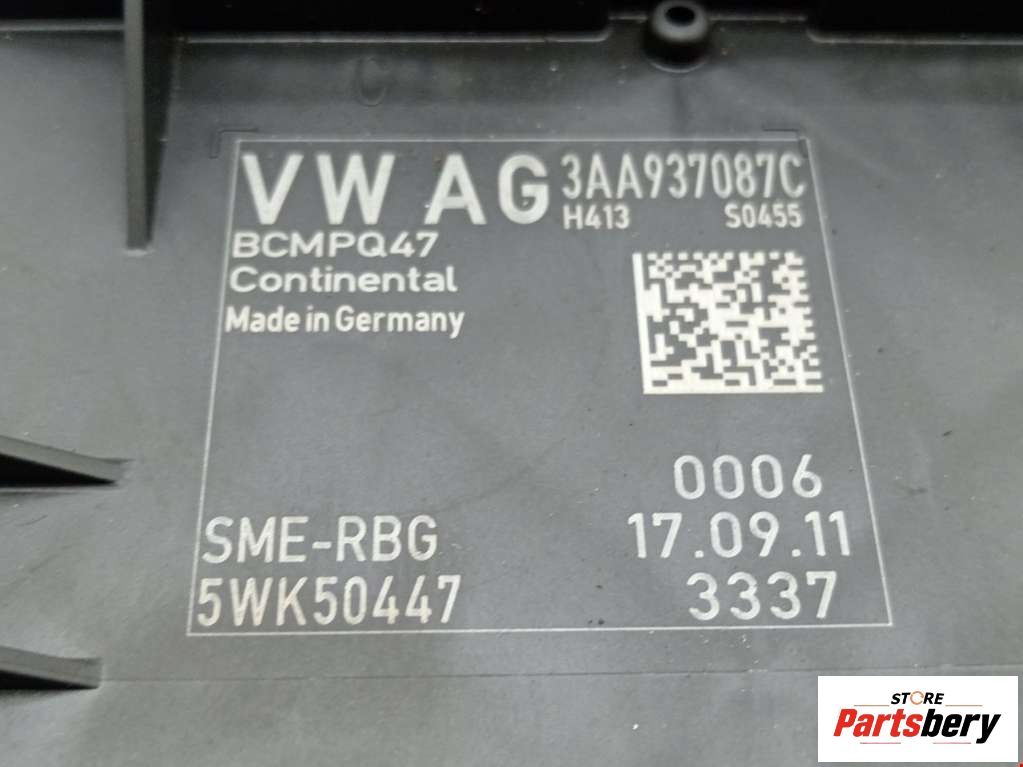 VW AG 3AA937087C
H413 S0455
BCMPQ47
Continental
Made in Germany
0006
SME-RBG 17.09.11
5WK50447 3337
STORE
Partsbery